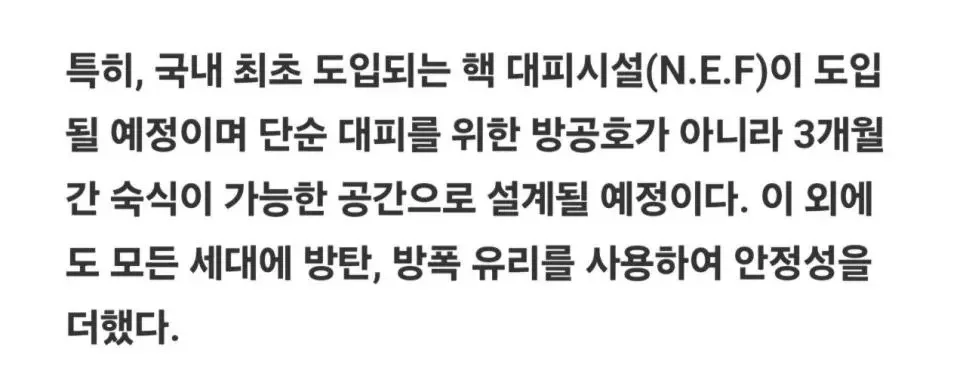 특히, 국내 최초 도입되는 핵 대피시설(N.E.F)이 도입
될 예정이며 단순 대피를 위한 방공호가 아니라 3개월
간 숙식이 가능한 공간으로 설계될 예정이다. 이 외에
도 모든 세대에 방탄, 방폭 유리를 사용하여 안정성을
더했다.